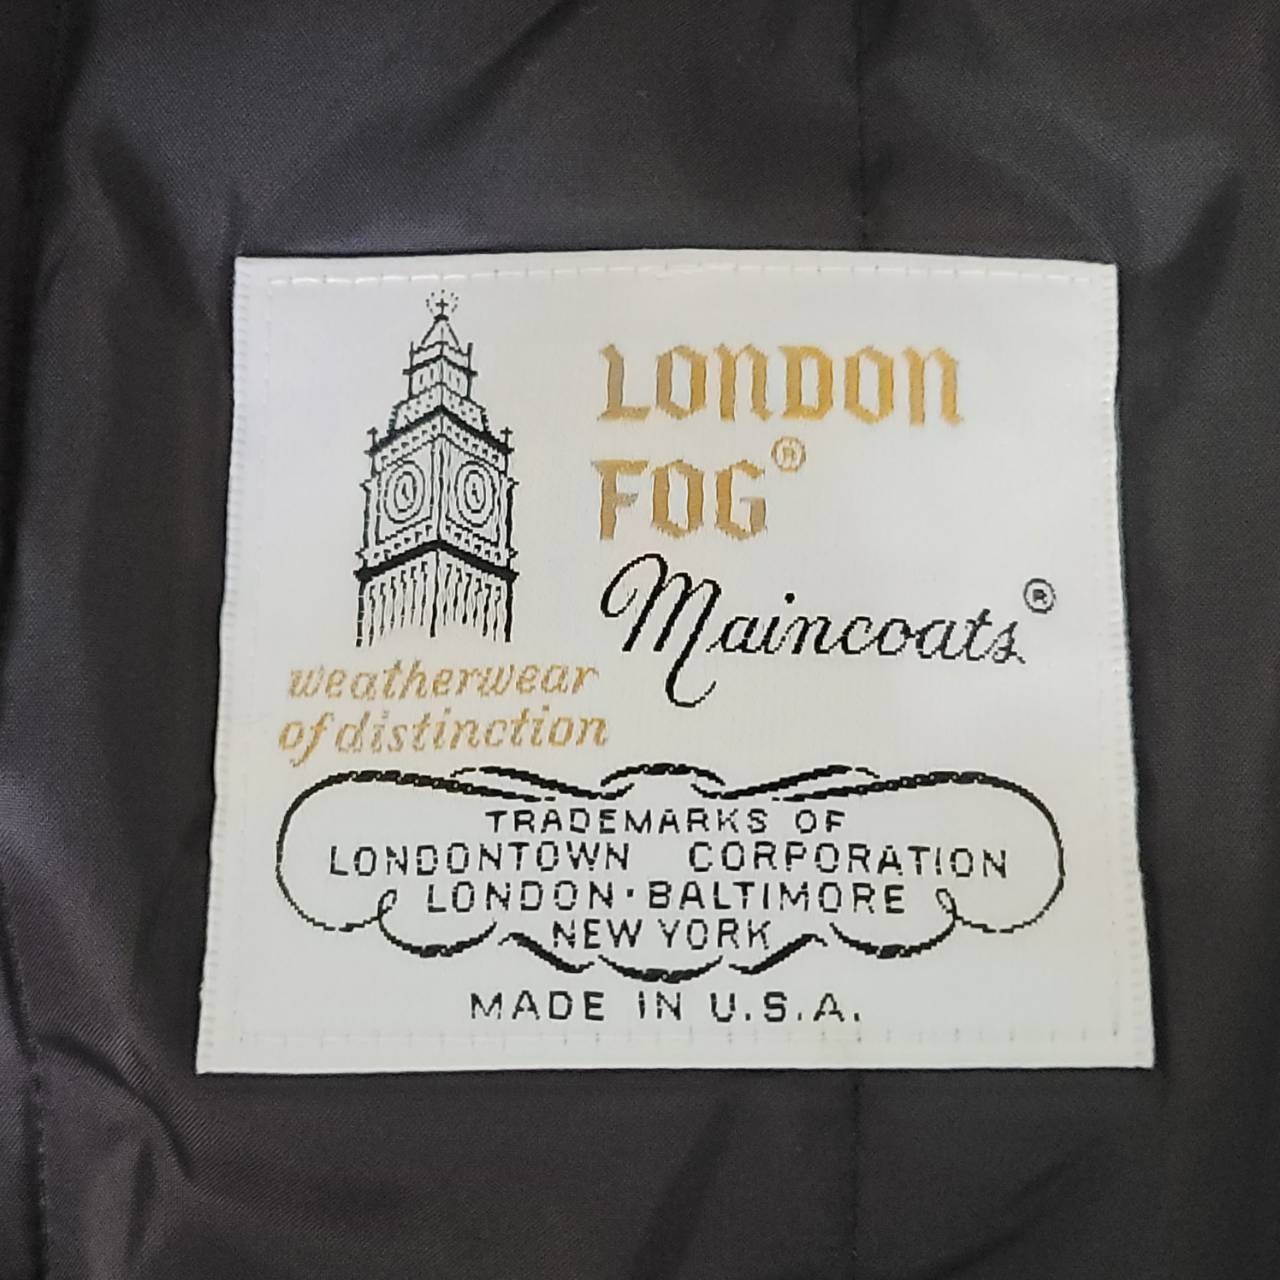 LONDON
FOG®
Maincoats®
weatherwear
of distinction
TRADEMARKS OF
LONDONTOWN CORPORATION
LONDON·BALTIMORE
NEW YORK
MADE IN U.S.A.